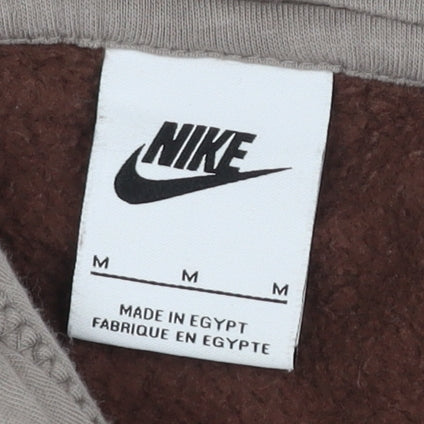 NIKE
M M M
MADE IN EGYPT
FABRIQUE EN EGYPTE